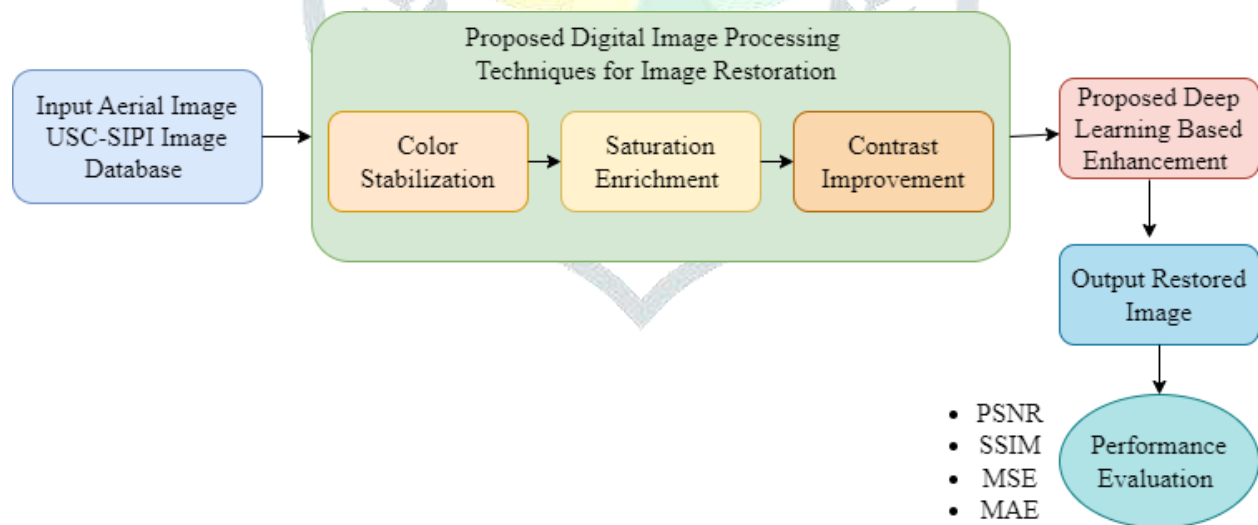 Proposed Digital Image Processing
Techniques for Image Restoration
Input Aerial Image
USC-SIPI Image
Database
Color
Stabilization
Saturation
Enrichment
Contrast
Improvement
Proposed Deep
Learning Based
Enhancement
Output Restored
Image
• PSNR
• SSIM
• MSE
• MAE
Performance
Evaluation